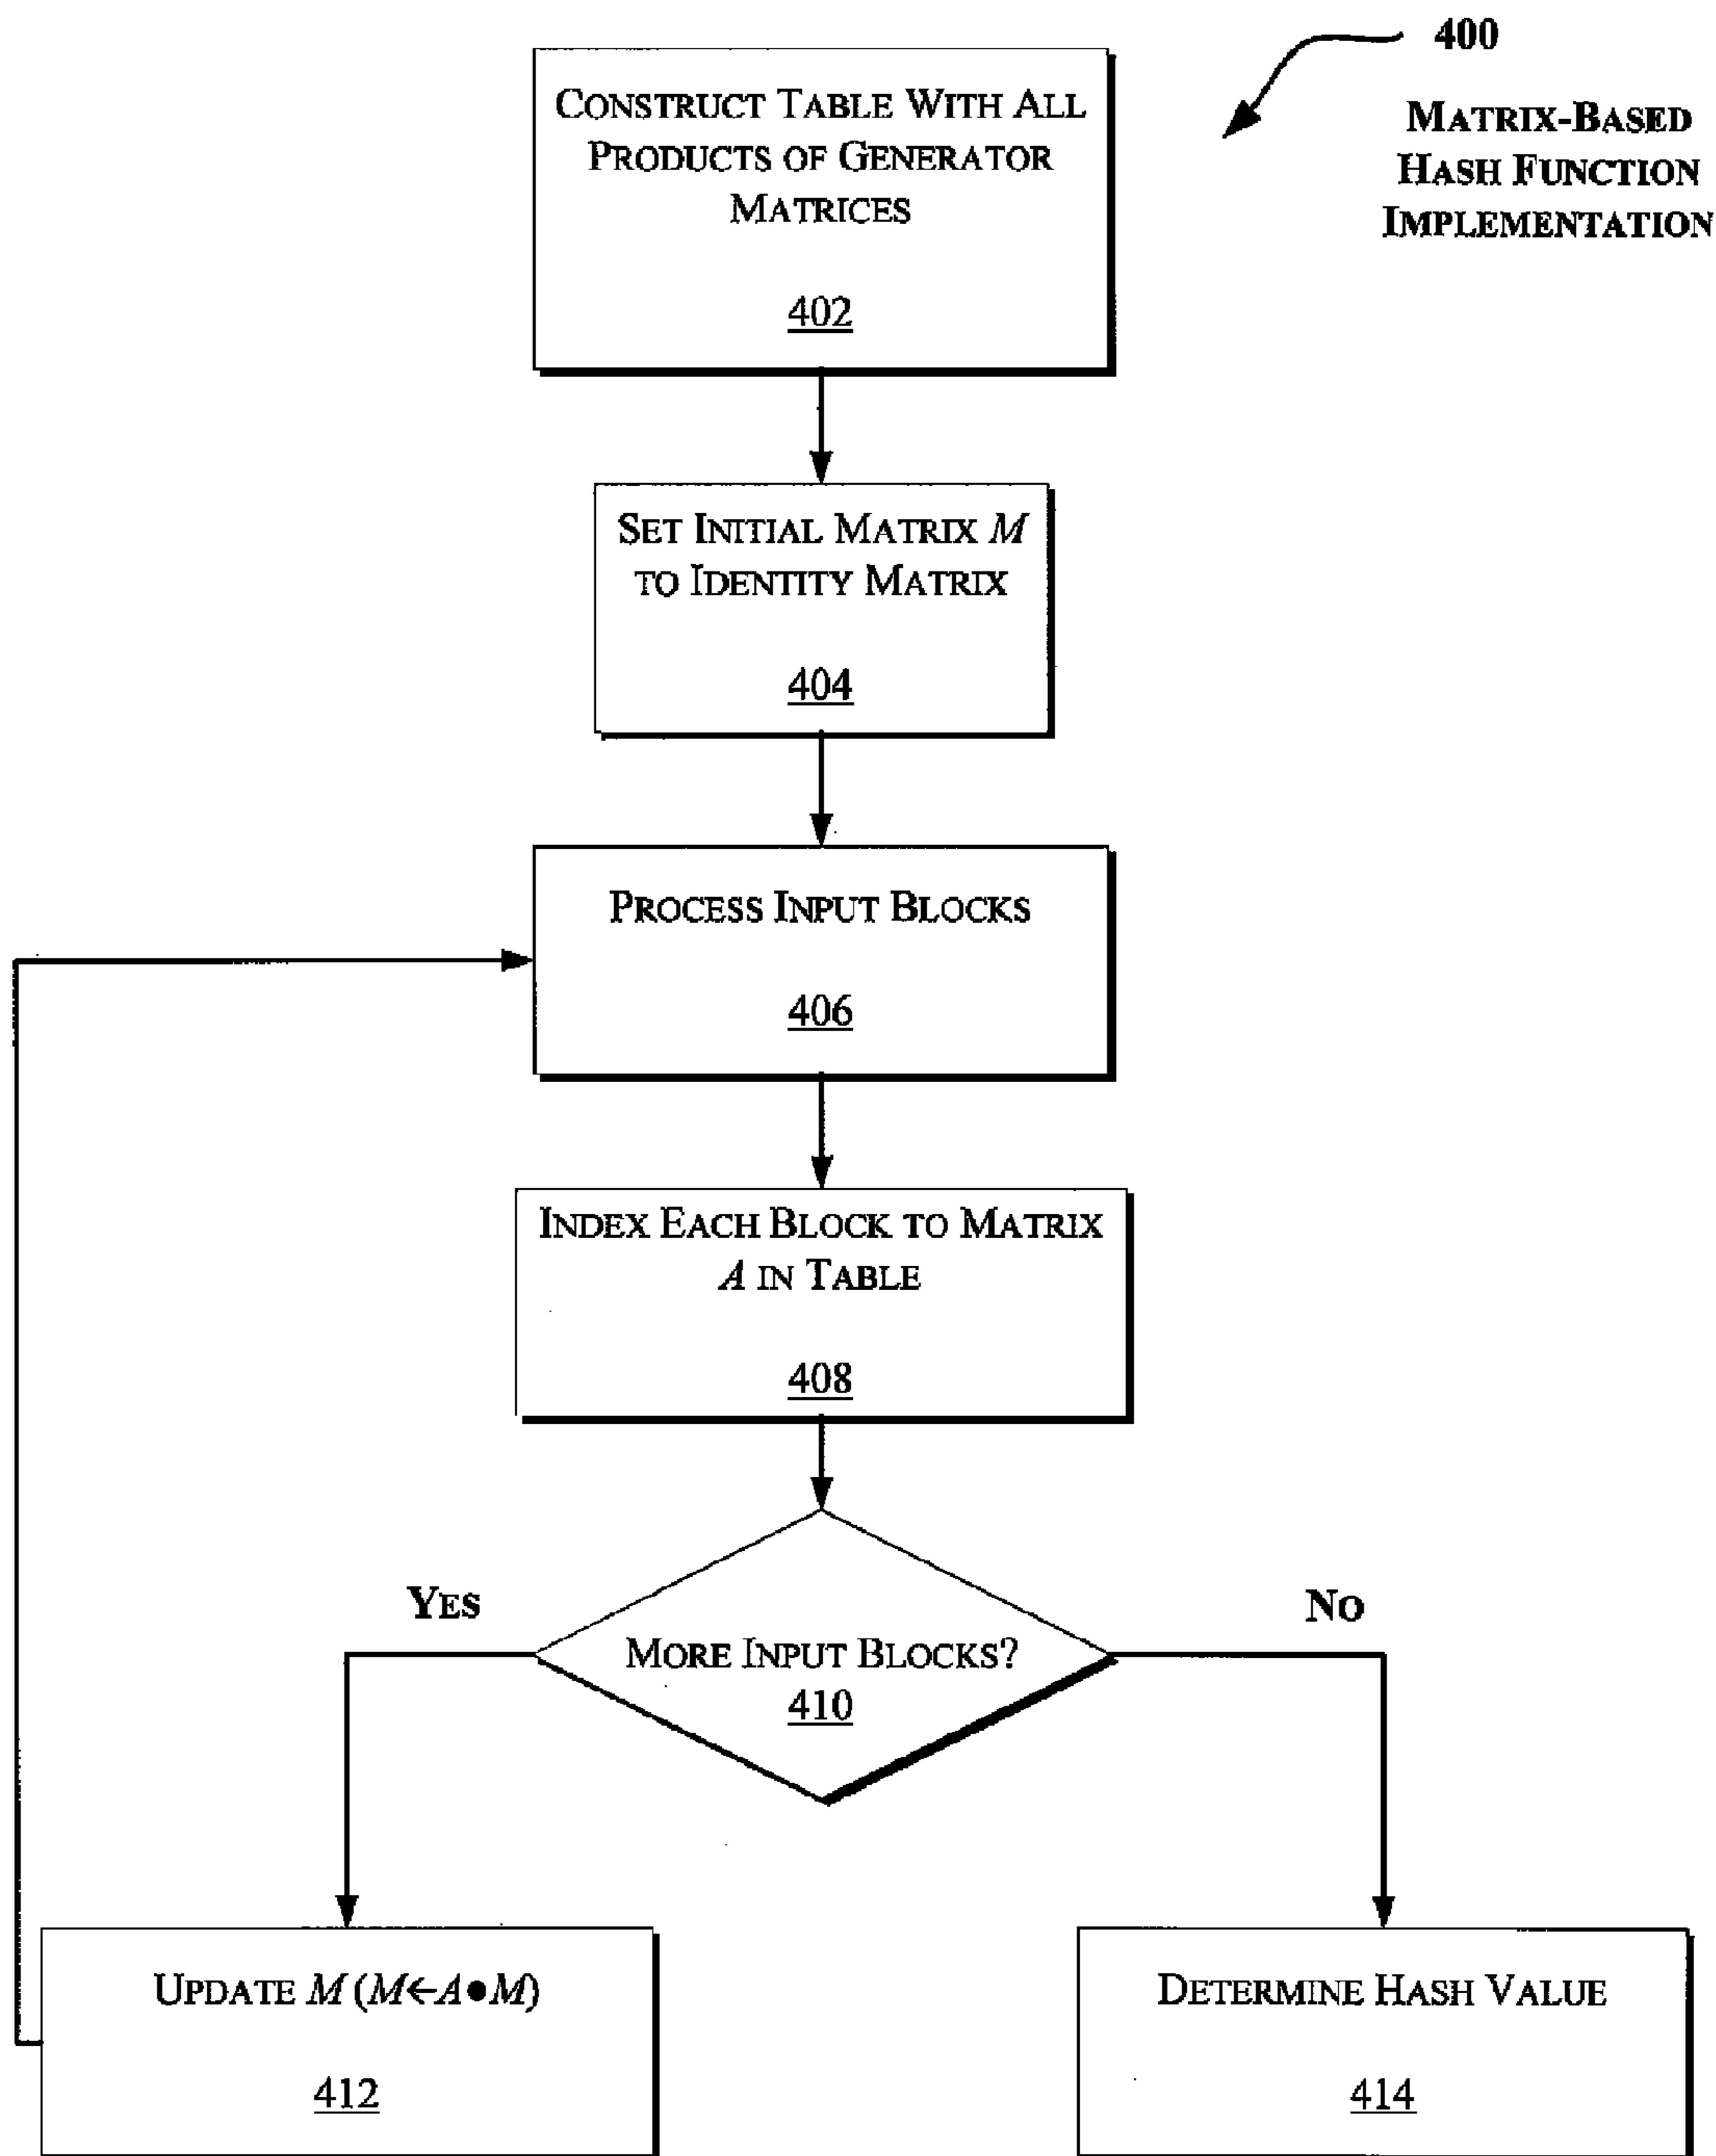 400
MATRIX-BASED
HASH FUNCTION
IMPLEMENTATION
CONSTRUCT TABLE WITH ALL
PRODUCTS OF GENERATOR
MATRICES
402
SET INITIAL MATRIX M
TO IDENTITY MATRIX
404
PROCESS INPUT BLOCKS
406
INDEX EACH BLOCK TO MATRIX
A IN TABLE
408
MORE INPUT BLOCKS?
410
YES
NO
UPDATE M (M←A●M)
412
DETERMINE HASH VALUE
414